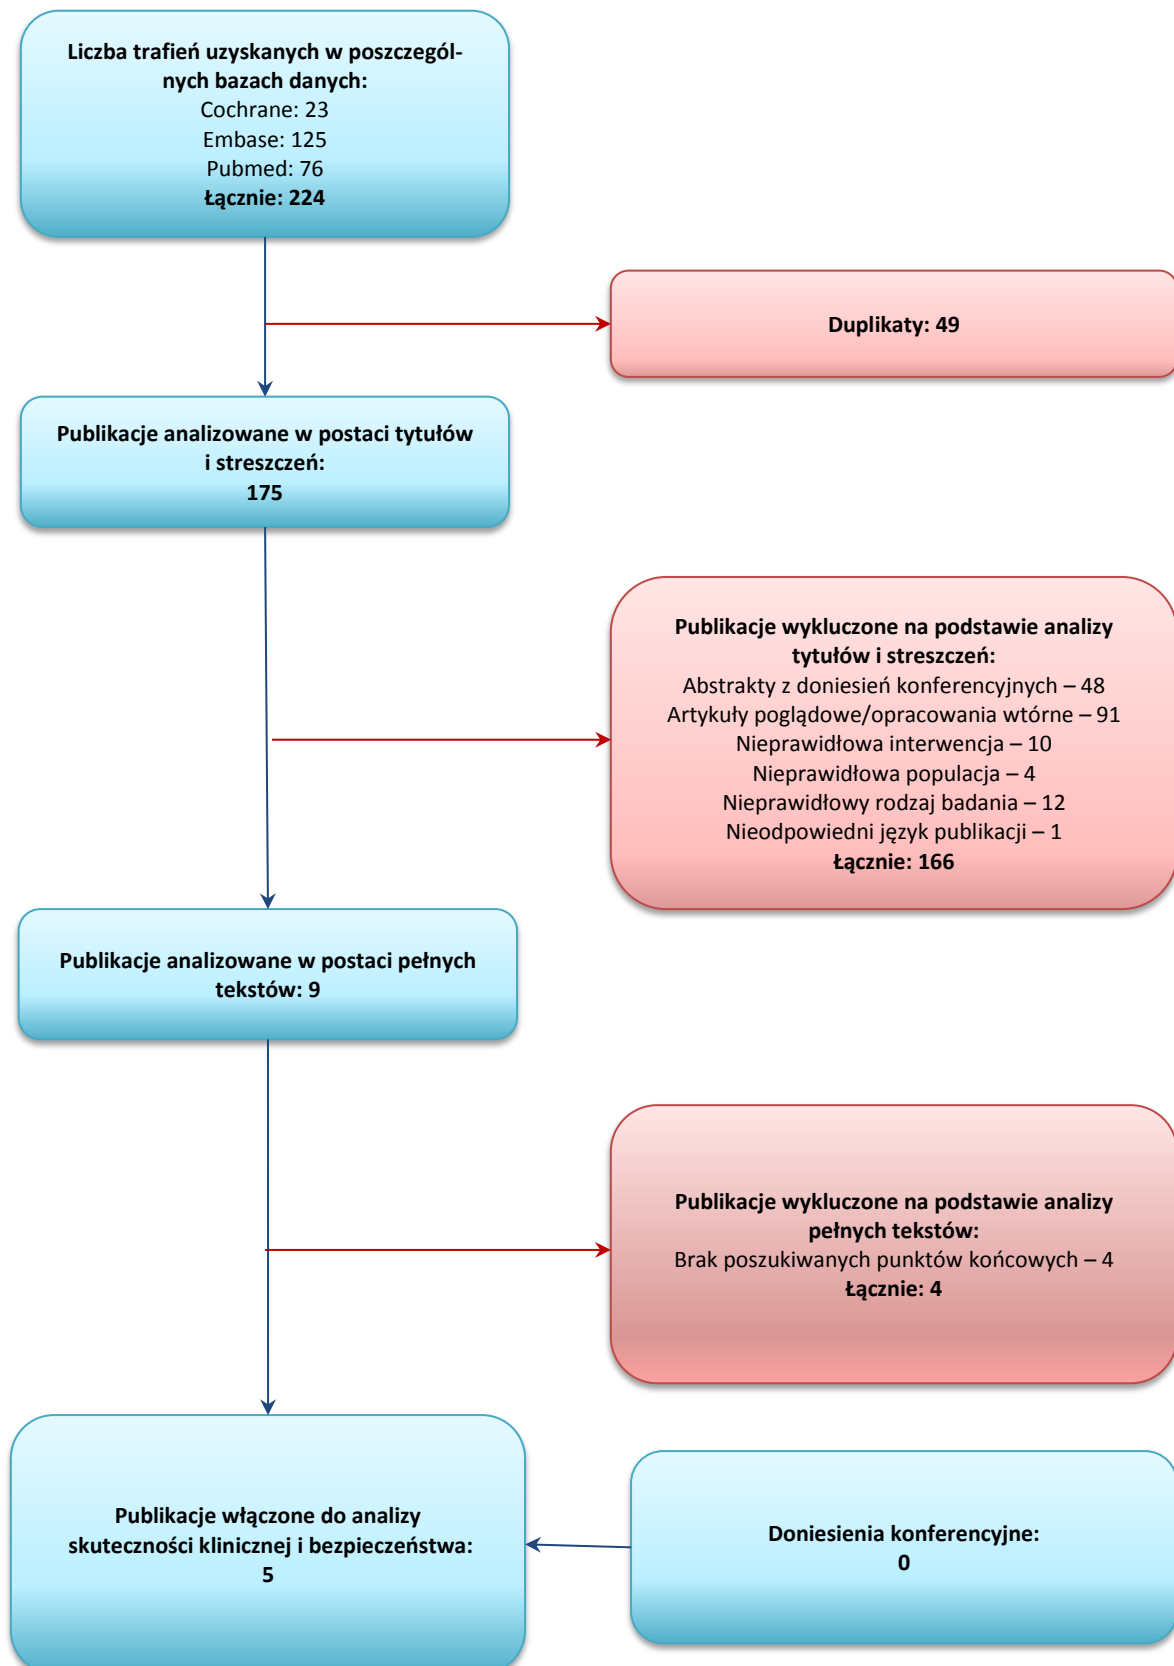 Liczba trafień uzyskanych w poszczegól-
nych bazach danych:
Cochrane: 23
Embase: 125
Pubmed: 76
Łącznie: 224
Duplikaty: 49
Publikacje analizowane w postaci tytułów
i streszczeń:
175
Publikacje wykluczone na podstawie analizy
tytułów i streszczeń:
Abstrakty z doniesień konferencyjnych – 48
Artykuły poglądowe/opracowania wtórne – 91
Nieprawidłowa interwencja – 10
Nieprawidłowa populacja – 4
Nieprawidłowy rodzaj badania – 12
Nieodpowiedni język publikacji – 1
Łącznie: 166
Publikacje analizowane w postaci pełnych
tekstów: 9
Publikacje wykluczone na podstawie analizy
pełnych tekstów:
Brak poszukiwanych punktów końcowych – 4
Łącznie: 4
Publikacje włączone do analizy
skuteczności klinicznej i bezpieczeństwa:
5
Doniesienia konferencyjne:
0